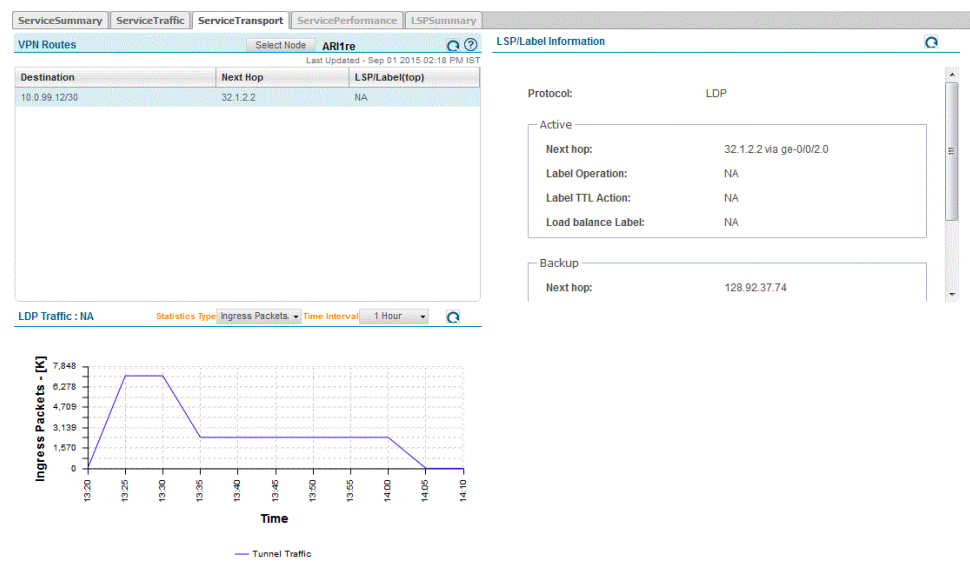 ServiceSummary ServiceTraffic ServiceTransport ServicePerformance LSPSummary
VPN Routes Select Node ARI1re
Last Updated - Sep 01 2015 02:18 PM IST
Destination Next Hop LSP/Label(top)
10.0.99.12/30 32.1.2.2 NA
LSP/Label Information
Protocol: LDP
Active
Next hop: 32.1.2.2 via ge-0/0/2.0
Label Operation: NA
Label TTL Action: NA
Load balance Label: NA
Backup
Next hop: 128.92.37.74
LDP Traffic : NA Statistics Type Ingress Packets. Time Interval 1 Hour
Ingress Packets - [K]
7,848
6,278
4,709
3,139
1,570
0
13:20 13:25 13:30 13:35 13:40 13:45 13:50 13:55 14:00 14:05 14:10
Time
Tunnel Traffic